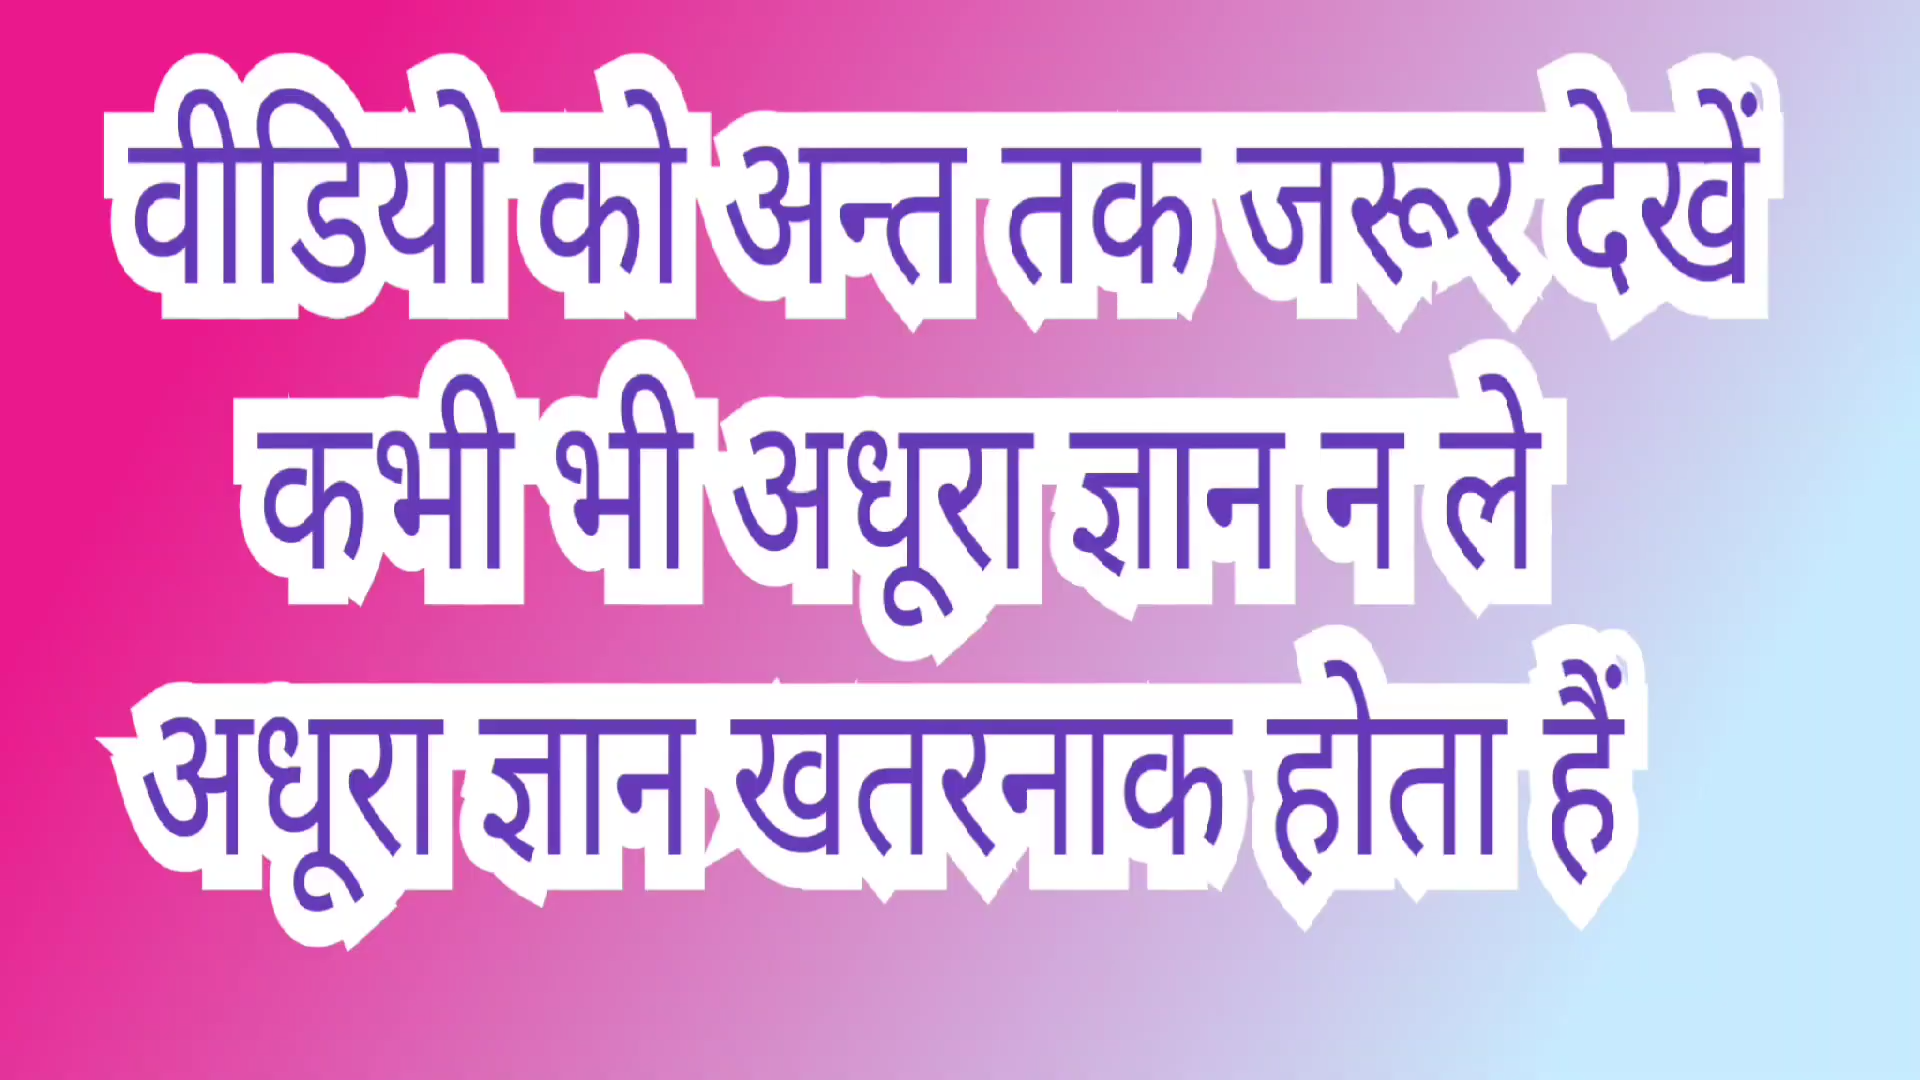 वीडियो को अन्त तक जरूर देखें
कभी भी अधूरा ज्ञान न ले
अधूरा ज्ञान खतरनाक होता हैं